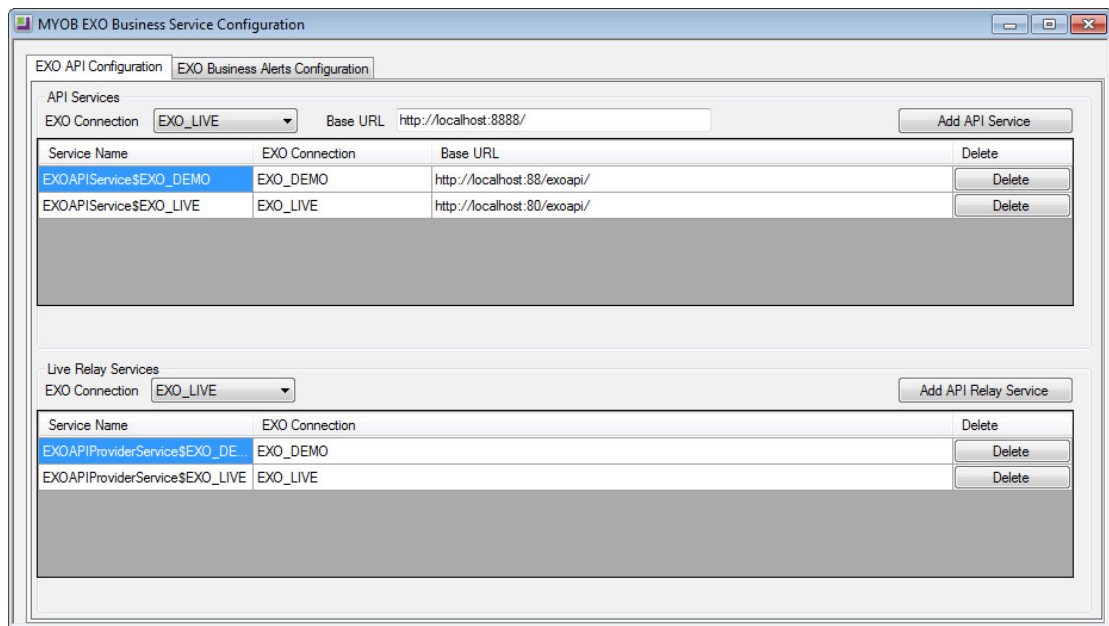 MYOB EXO Business Service Configuration
EXO API Configuration EXO Business Alerts Configuration
API Services
EXO Connection EXO_LIVE Base URL http://localhost:8888/ Add API Service
Service Name EXO Connection Base URL Delete
EXOAPIService$EXO_DEMO EXO_DEMO http://localhost:88/exoapi/ Delete
EXOAPIService$EXO_LIVE EXO_LIVE http://localhost:80/exoapi/ Delete
Live Relay Services
EXO Connection EXO_LIVE Add API Relay Service
Service Name EXO Connection Delete
EXOAPIProviderService$EXO_DE... EXO_DEMO Delete
EXOAPIProviderService$EXO_LIVE EXO_LIVE Delete